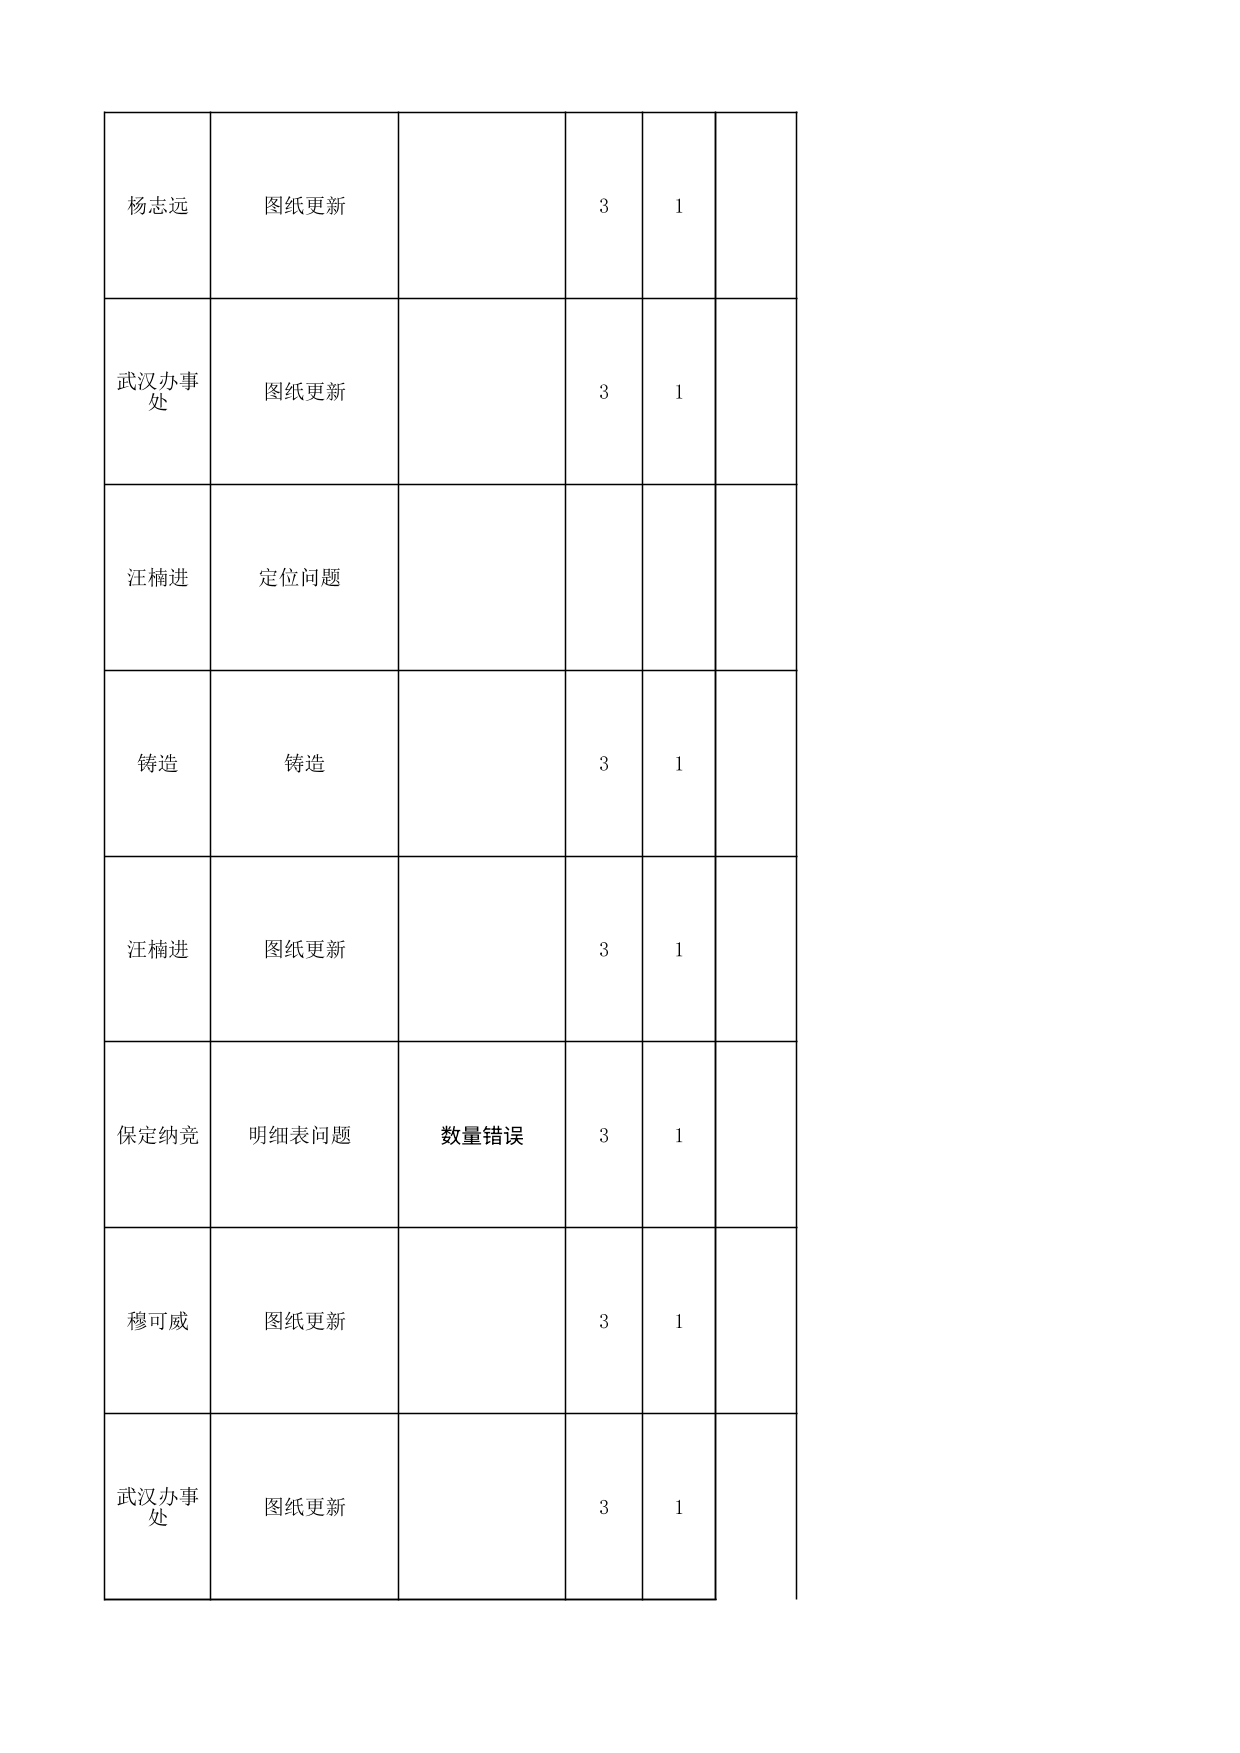 杨志远 图纸更新 3 1
武汉办事
处 图纸更新 3 1
汪楠进 定位问题
铸造 铸造 3 1
汪楠进 图纸更新 3 1
保定纳竞 明细表问题 数量错误 3 1
穆可威 图纸更新 3 1
武汉办事
处 图纸更新 3 1